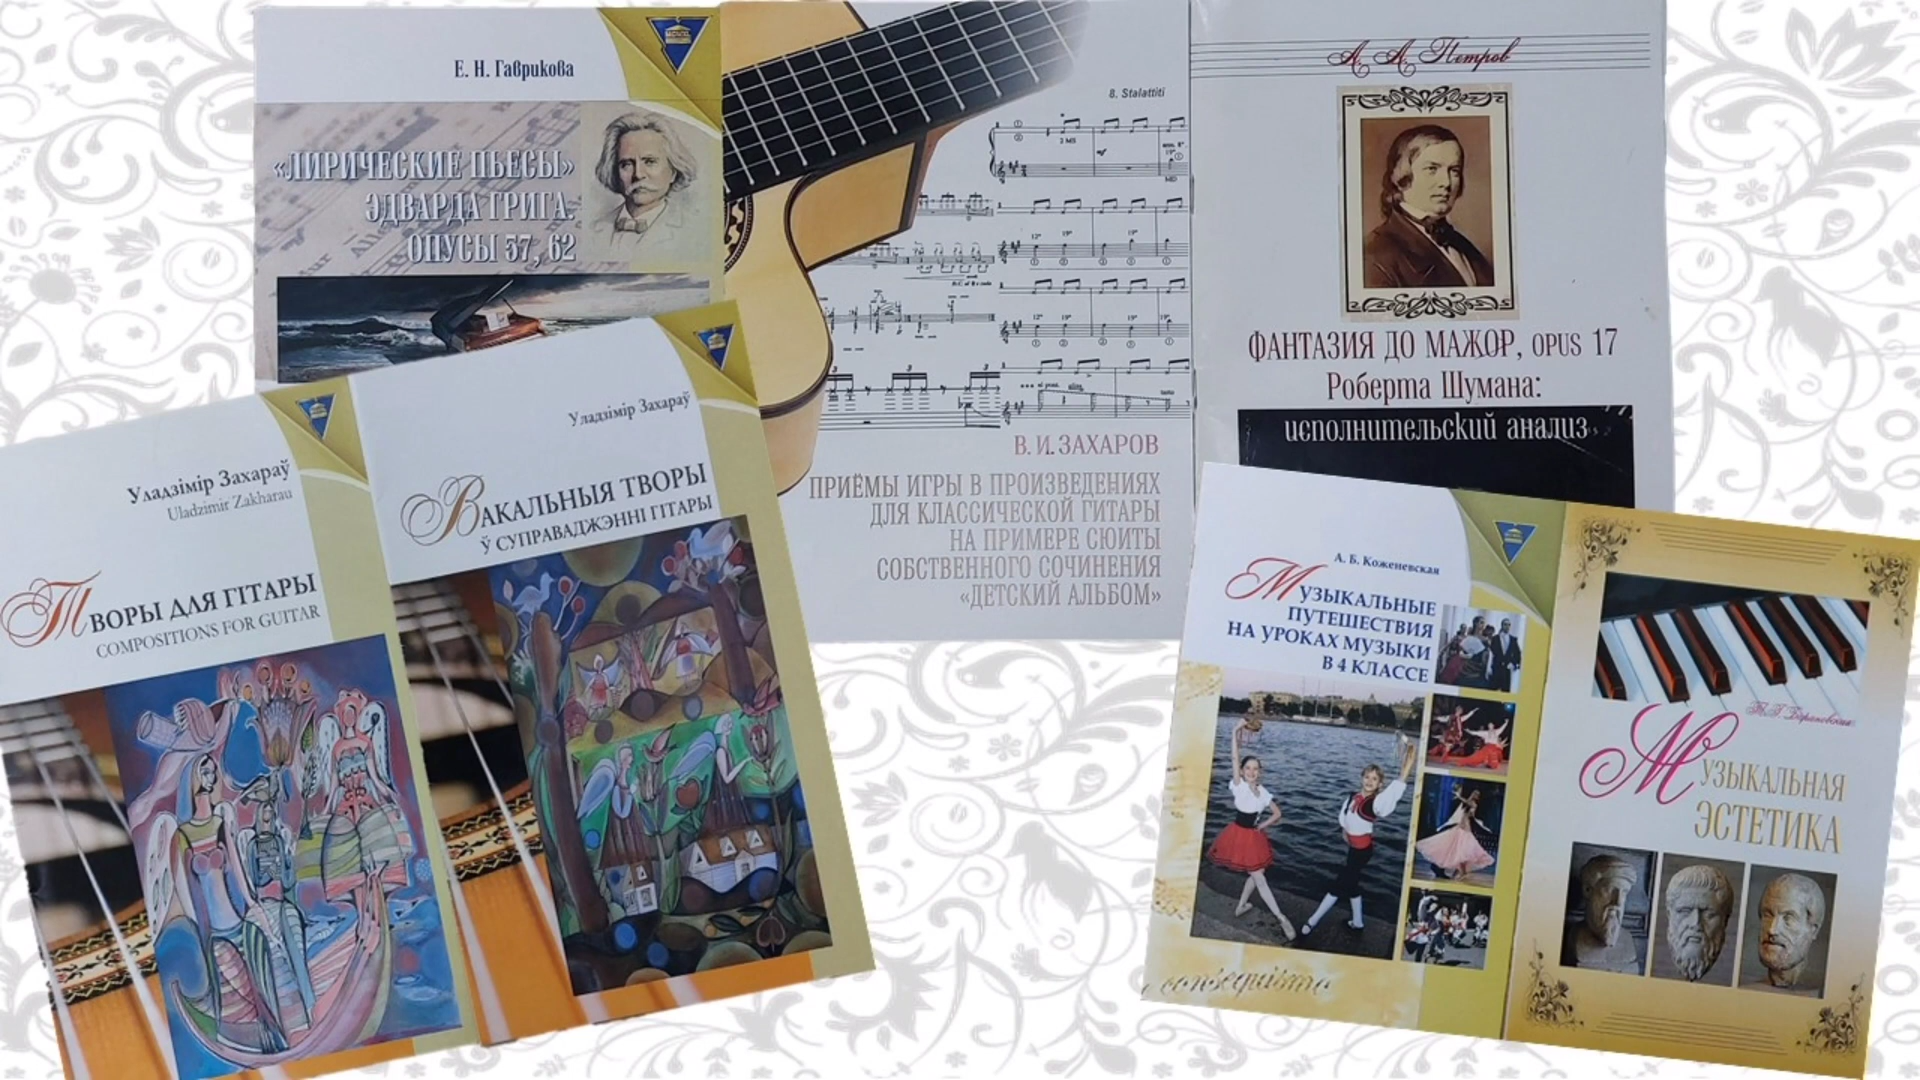 Е. Н. Гаврикова
«ЛИРИЧЕСКИЕ ПЬЕСЫ»
ЭДВАРДА ГРИГА.
ОПУСЫ 57, 62
8. Stalattiti
В. И. ЗАХАРОВ
ПРИЁМЫ ИГРЫ В ПРОИЗВЕДЕНИЯХ
ДЛЯ КЛАССИЧЕСКОЙ ГИТАРЫ
НА ПРИМЕРЕ СЮИТЫ
СОБСТВЕННОГО СОЧИНЕНИЯ
«ДЕТСКИЙ АЛЬБОМ»
А. А. Петров
ФАНТАЗИЯ ДО МАЖОР, OPUS 17
Роберта Шумана:
исполнительский анализ
Уладзімір Захараў
Uladzimir Zakharau
ТВОРЫ ДЛЯ ГІТАРЫ
COMPOSITIONS FOR GUITAR
Уладзімір Захараў
ВАКАЛЬНЫЯ ТВОРЫ
Ў СУПРАВАДЖЭННІ ГІТАРЫ
А. Б. Коженевская
МУЗЫКАЛЬНЫЕ
ПУТЕШЕСТВИЯ
НА УРОКАХ МУЗЫКИ
В 4 КЛАССЕ
МУЗЫКАЛЬНАЯ
ЭСТЕТИКА